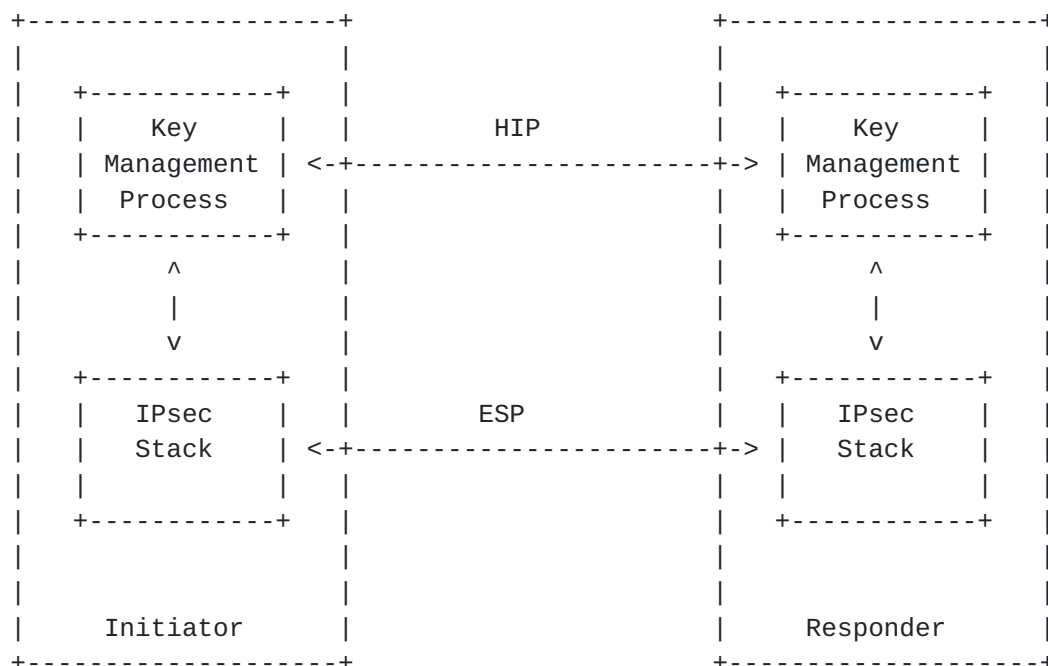 Key HIP Key
Management Management
Process Process
IPsec ESP IPsec
Stack Stack
Initiator Responder